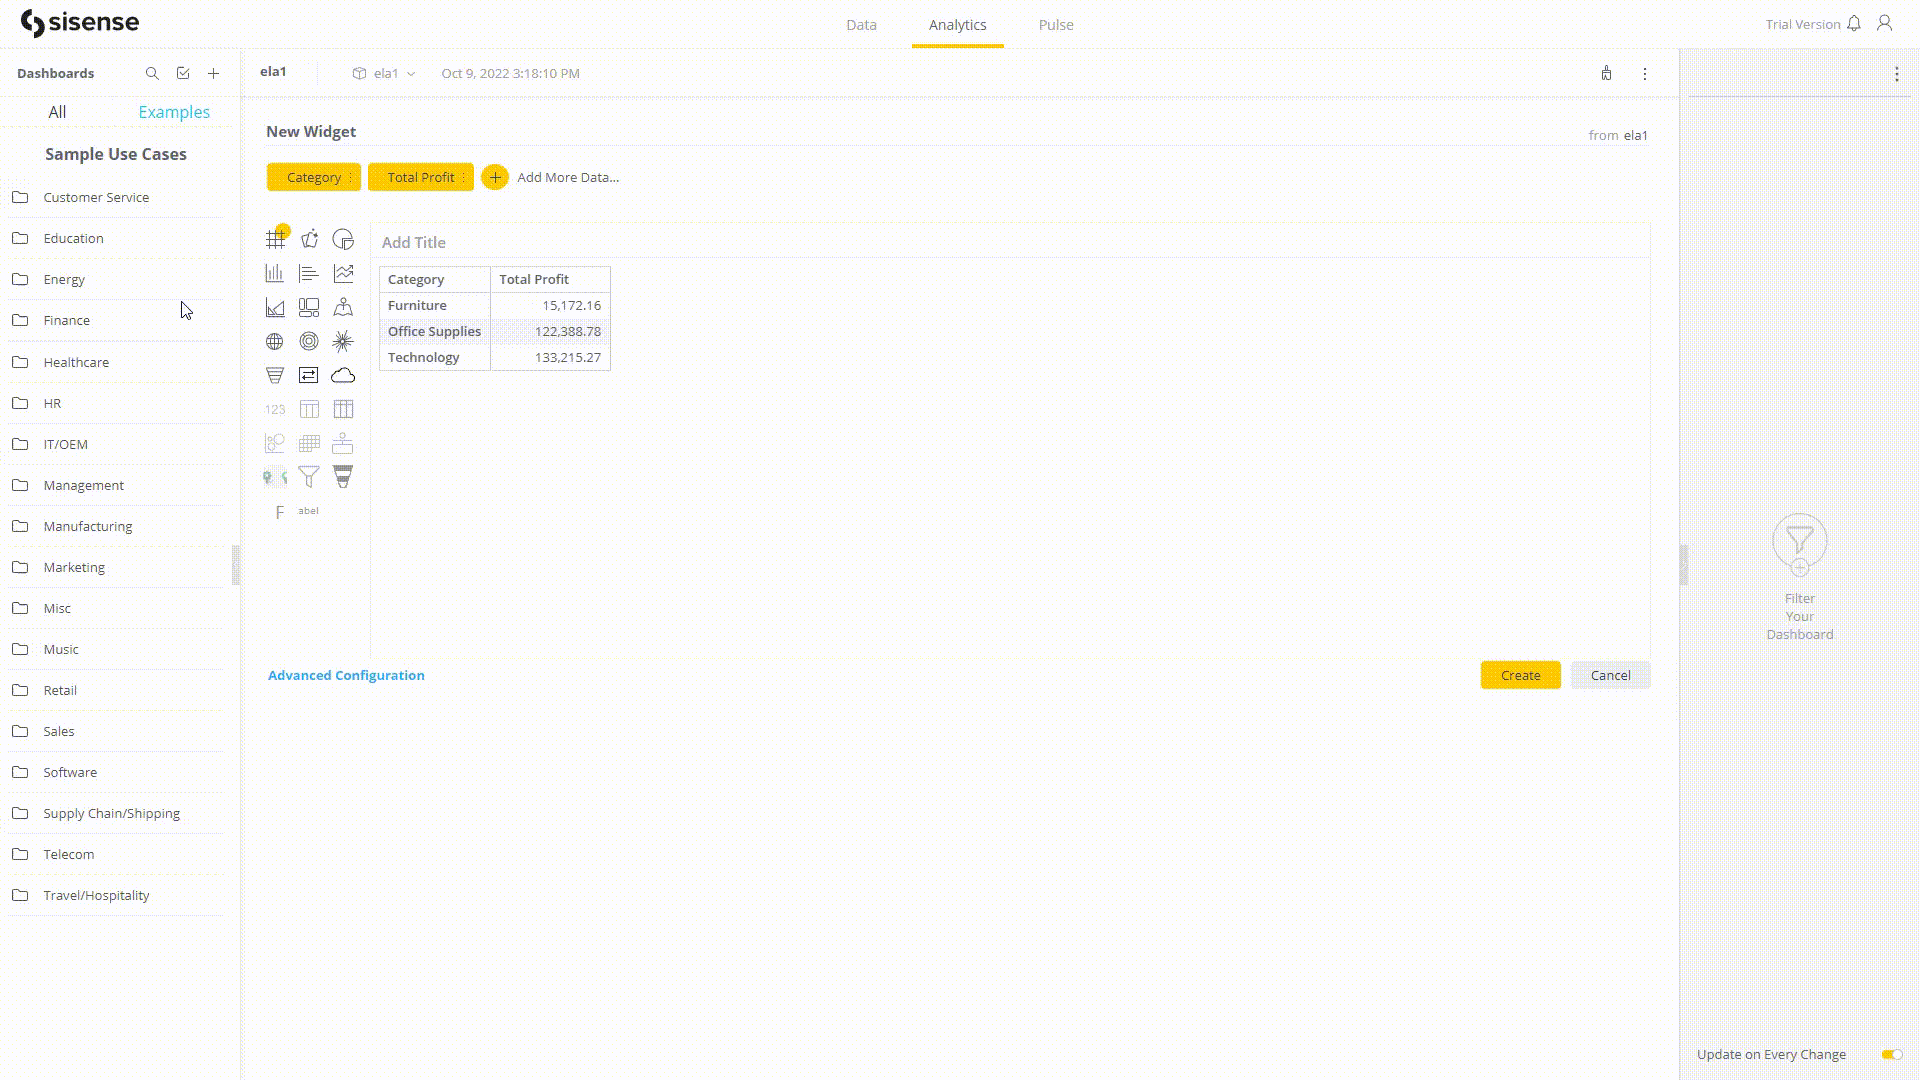 sisense
Data
Analytics
Pulse
Trial Version
Dashboards
All
Examples
Sample Use Cases
Customer Service
Education
Energy
Finance
Healthcare
HR
IT/OEM
Management
Manufacturing
Marketing
Misc
Music
Retail
Sales
Software
Supply Chain/Shipping
Telecom
Travel/Hospitality
ela1
ela1
Oct 9, 2022 3:18:10 PM
New Widget
from ela1
Category
Total Profit
Add More Data...
123
F
abel
Add Title
Category Total Profit
Furniture 15,172.16
Office Supplies 122,388.78
Technology 133,215.27
Advanced Configuration
Create
Cancel
Filter
Your
Dashboard
Update on Every Change